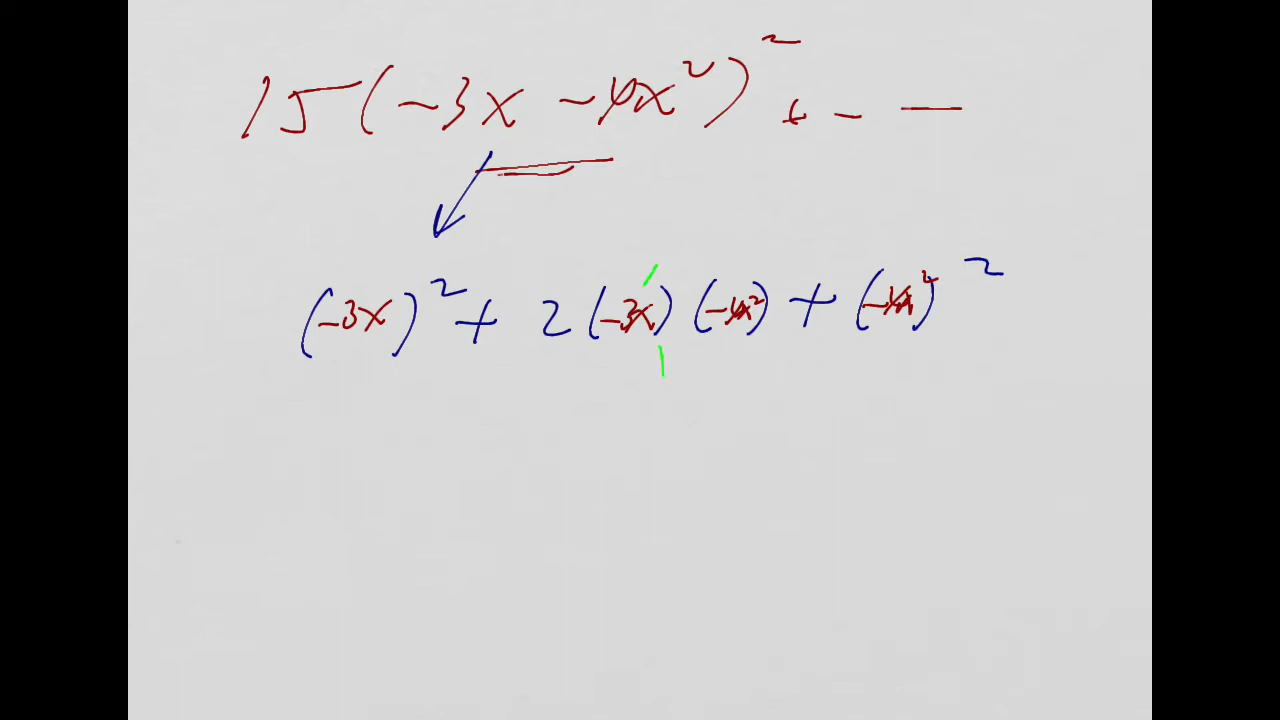 15(-3x - 4x²)² + - —
(-3x)² + 2(-3x)(-4x²) + (-4x²)²